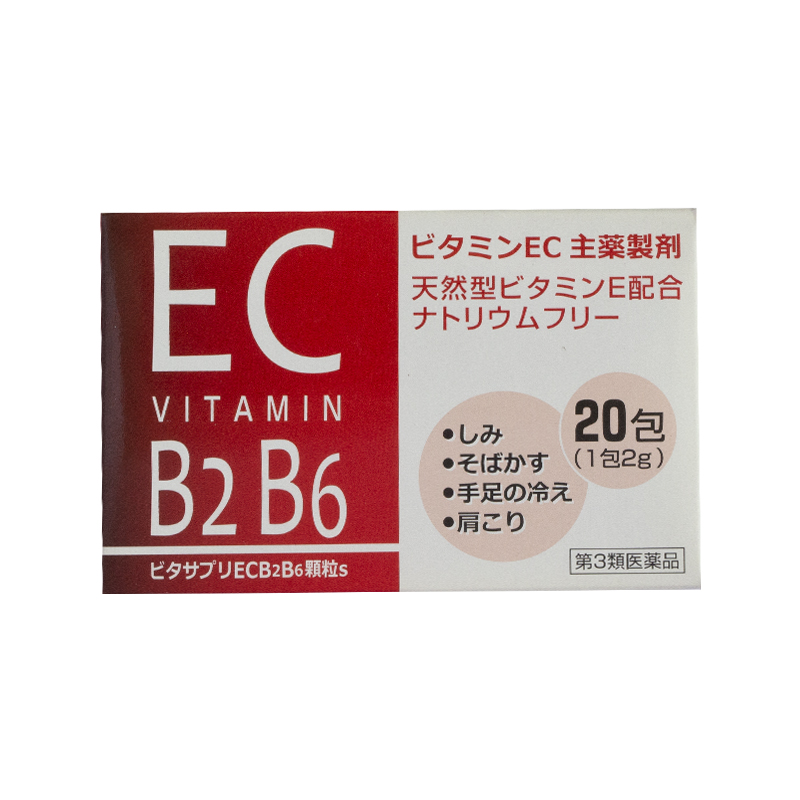 EC
VITAMIN
B2 B6
ビタサプリECB2B6顆粒s
ビタミンEC 主薬製剤
天然型ビタミンE配合
ナトリウムフリー
•しみ
•そばかす
•手足の冷え
•肩こり
20包
(1包2g)
第3類医薬品